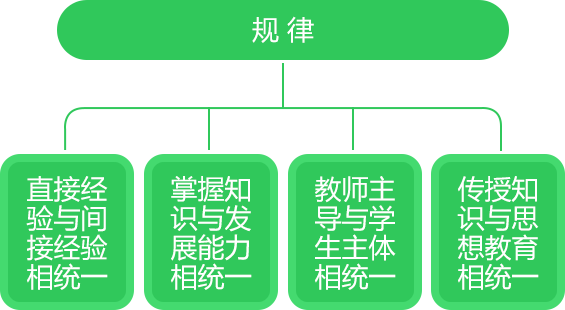 规 律
直接经
验与间
接经验
相统一
掌握知
识与发
展能力
相统一
教师主
导与学
生主体
相统一
传授知
识与思
想教育
相统一